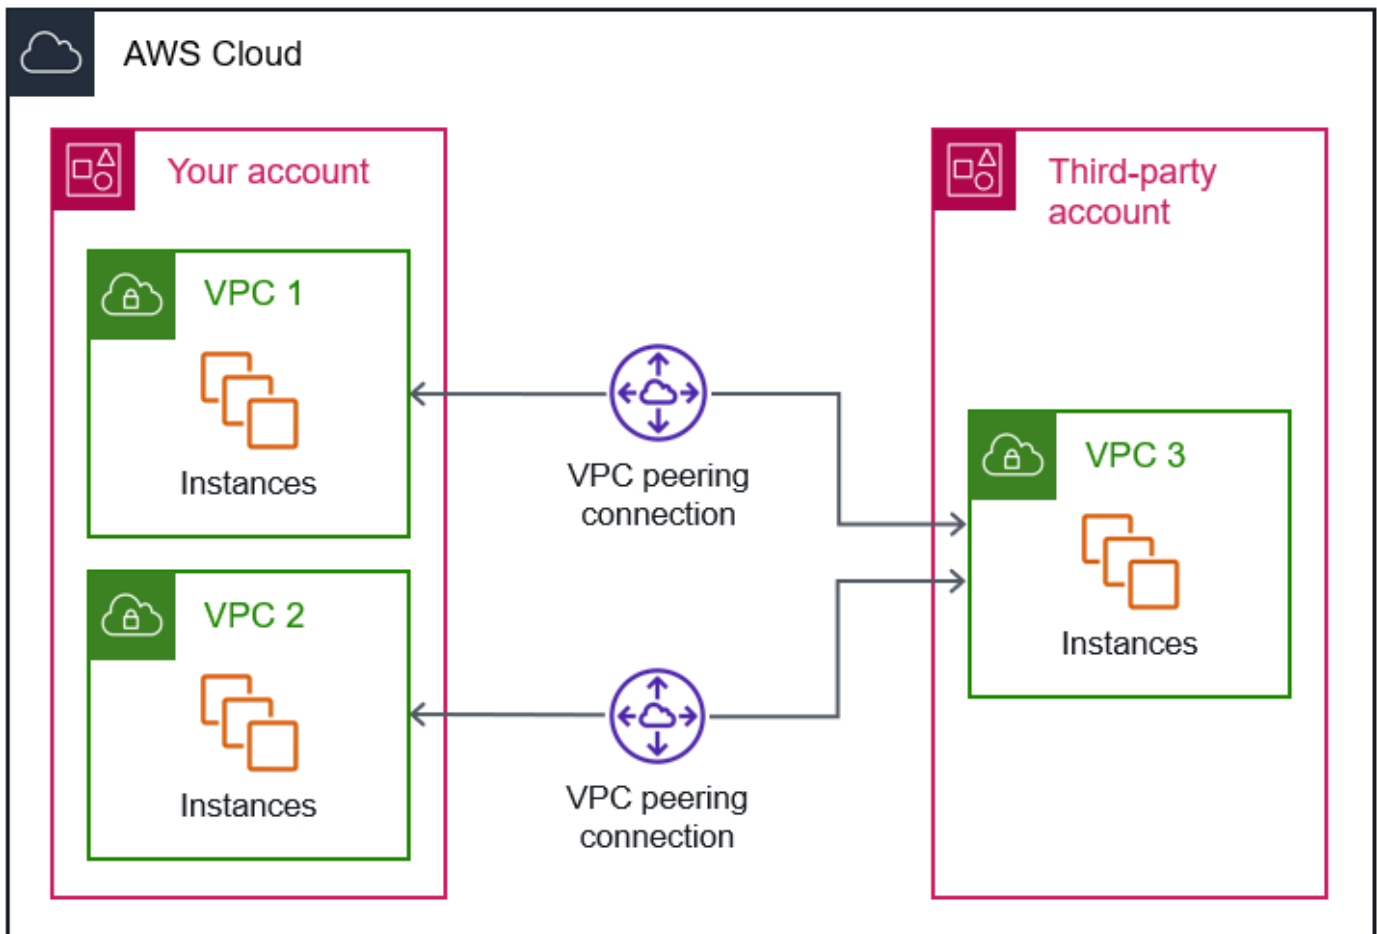 AWS Cloud
Your account
VPC 1
Instances
VPC 2
Instances
VPC peering
connection
VPC peering
connection
Third-party
account
VPC 3
Instances